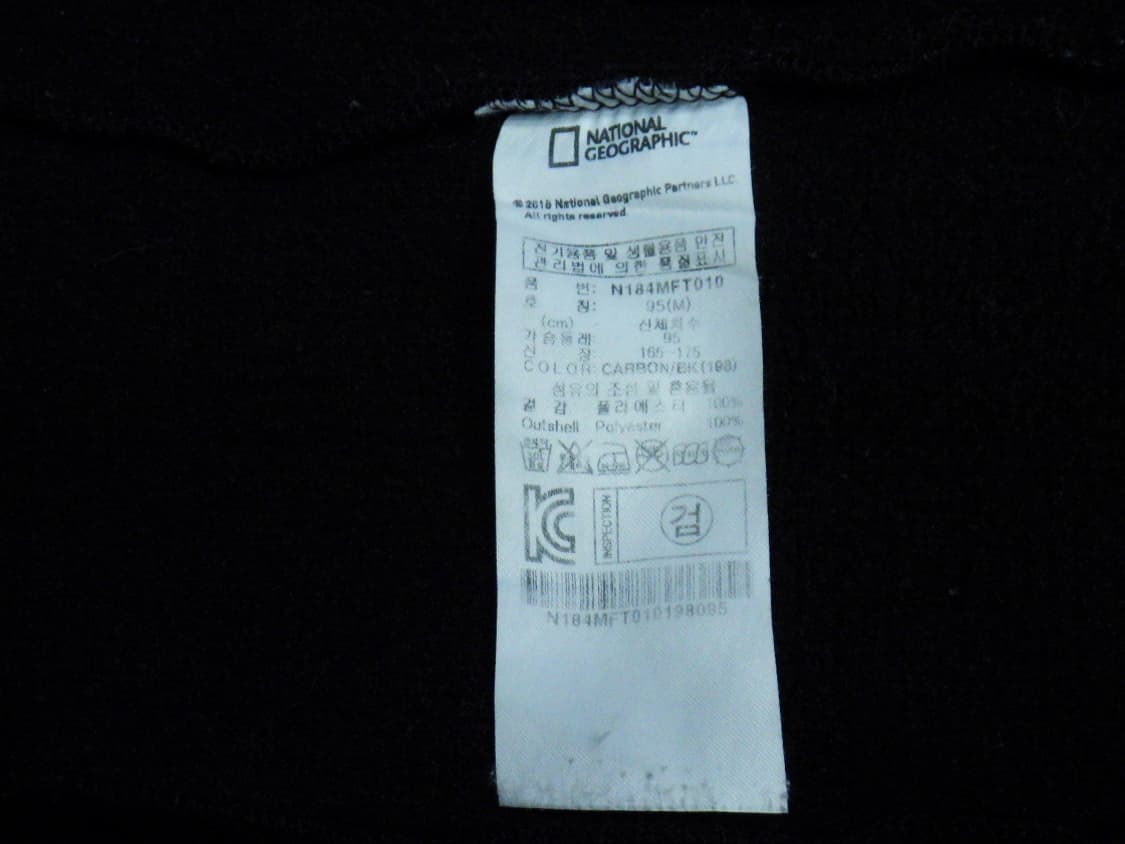 NATIONAL
GEOGRAPHIC™
© 2018 National Geographic Partners LLC.
All rights reserved.
전기용품 및 생활용품 안전
관리법에 의한 품질표시
품 번: N184MFT010
호 칭: 95(M)
(cm) 신체치수
가슴둘레: 95
신 장: 165~175
COLOR: CARBON/BK(198)
섬유의 조성 및 혼용율
겉 감 폴리에스터 100%
Outshell Polyester 100%
INSPECTION
검
N184MFT010198095